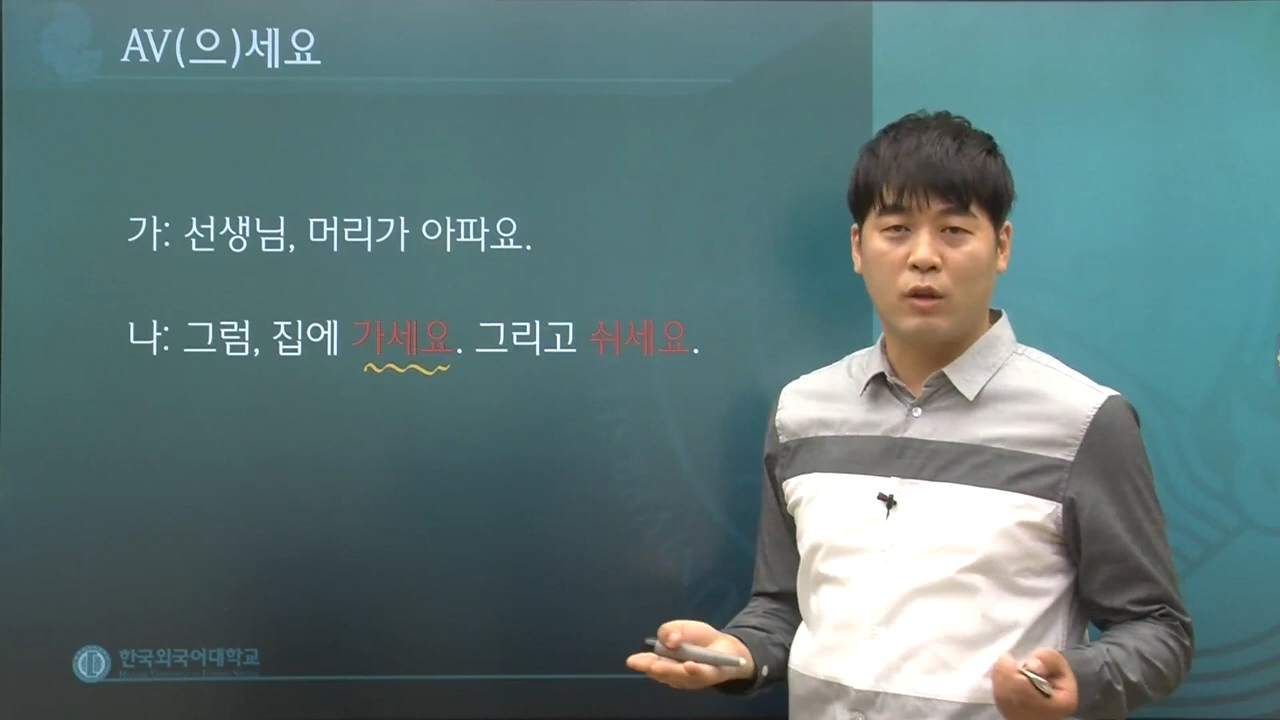 AV(으)세요
가: 선생님, 머리가 아파요.
나: 그럼, 집에 가세요. 그리고 쉬세요.
한국외국어대학교